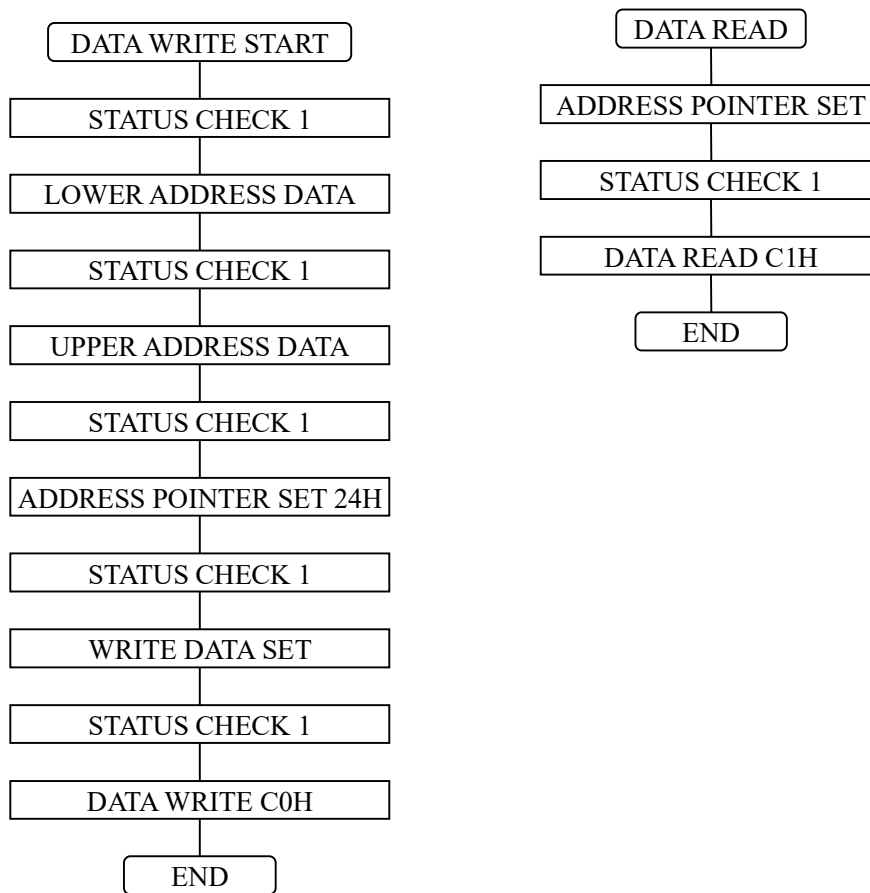 DATA WRITE START
STATUS CHECK 1
LOWER ADDRESS DATA
STATUS CHECK 1
UPPER ADDRESS DATA
STATUS CHECK 1
ADDRESS POINTER SET 24H
STATUS CHECK 1
WRITE DATA SET
STATUS CHECK 1
DATA WRITE C0H
END
DATA READ
ADDRESS POINTER SET
STATUS CHECK 1
DATA READ C1H
END